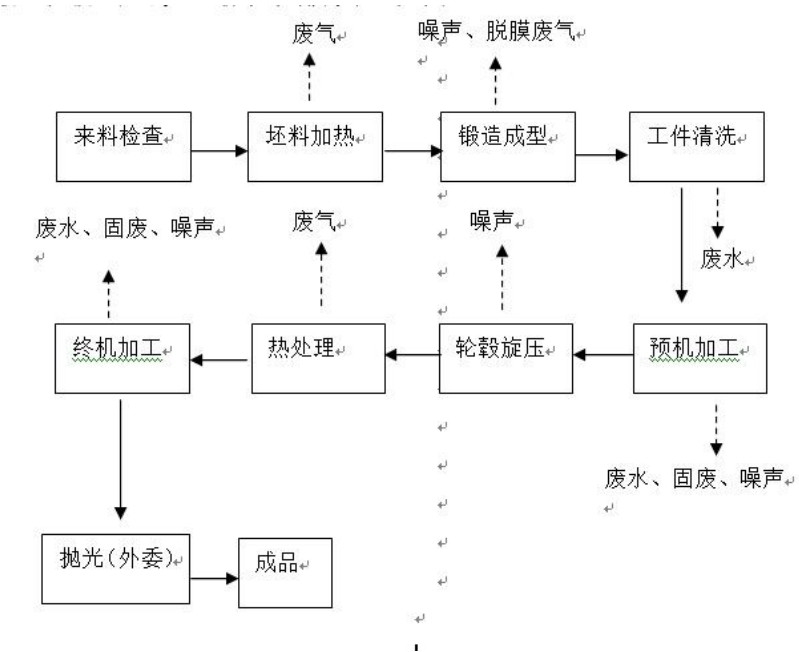 废气
噪声、脱膜废气
来料检查
坯料加热
锻造成型
工件清洗
废水、固废、噪声
废气
噪声
废水
终机加工
热处理
轮毂旋压
预机加工
废水、固废、噪声
抛光(外委)
成品